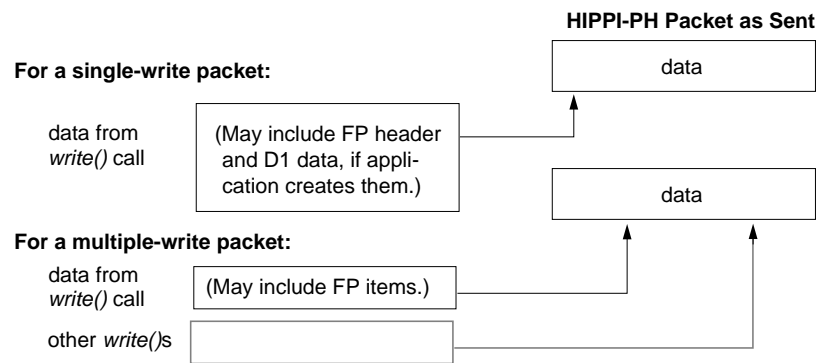 HIPPI-PH Packet as Sent
data
For a single-write packet:
data from
write() call
(May include FP header
and D1 data, if appli-
cation creates them.)
data
For a multiple-write packet:
data from
write() call
(May include FP items.)
other write()s